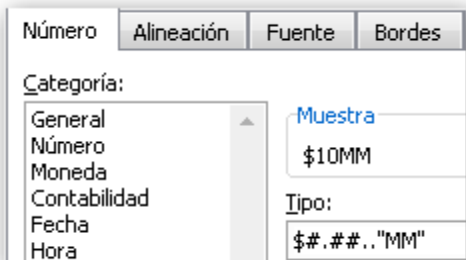 Número Alineación Fuente Bordes
Categoría:
General
Número
Moneda
Contabilidad
Fecha
Hora
Muestra
$10MM
Tipo:
$#.##.."MM"